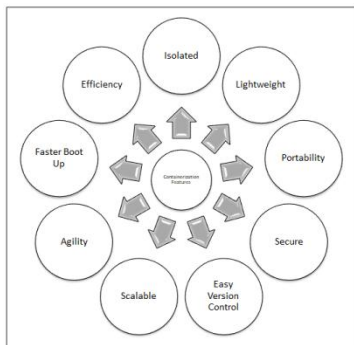 Isolated
Lightweight
Portability
Secure
Easy
Version
Control
Scalable
Agility
Faster Boot
Up
Efficiency
Containerization
Features